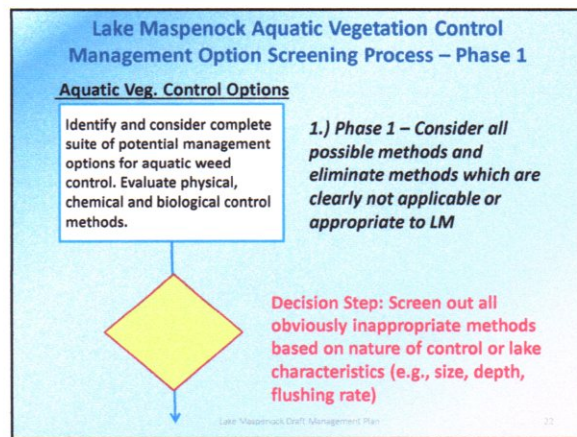 Lake Maspenock Aquatic Vegetation Control
Management Option Screening Process – Phase 1
Aquatic Veg. Control Options
Identify and consider complete
suite of potential management
options for aquatic weed
control. Evaluate physical,
chemical and biological control
methods.
1.) Phase 1 – Consider all
possible methods and
eliminate methods which are
clearly not applicable or
appropriate to LM
Decision Step: Screen out all
obviously inappropriate methods
based on nature of control or lake
characteristics (e.g., size, depth,
flushing rate)
Lake Maspenock Draft Management Plan
22